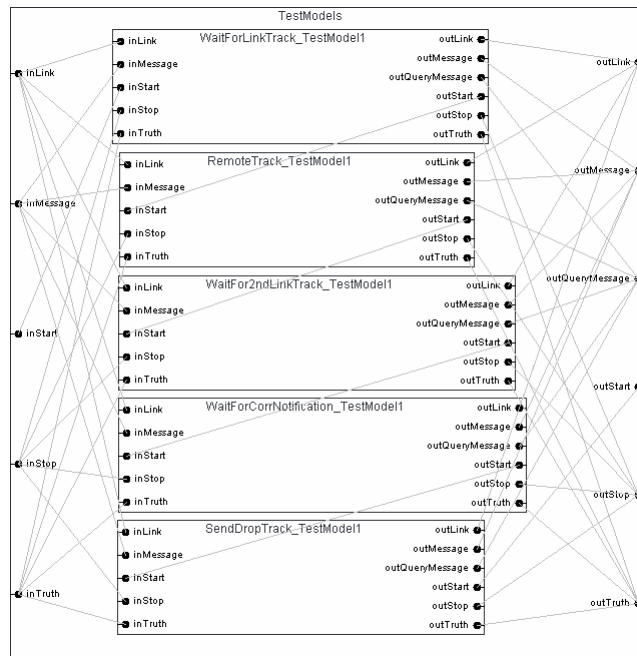 TestModels
WaitForLinkTrack_TestModel1
inLink
inMessage
inStart
inStop
inTruth
outLink
outMessage
outQueryMessage
outStart
outStop
outTruth
RemoteTrack_TestModel1
inLink
inMessage
inStart
inStop
inTruth
outLink
outMessage
outQueryMessage
outStart
outStop
outTruth
WaitFor2ndLinkTrack_TestModel1
inLink
inMessage
inStart
inStop
inTruth
outLink
outMessage
outQueryMessage
outStart
outStop
outTruth
WaitForCorrNotification_TestModel1
inLink
inMessage
inStart
inStop
inTruth
outLink
outMessage
outQueryMessage
outStart
outStop
outTruth
SendDropTrack_TestModel1
inLink
inMessage
inStart
inStop
inTruth
outLink
outMessage
outQueryMessage
outStart
outStop
outTruth
inLink
inMessage
inStart
inStop
inTruth
outLink
outMessage
outQueryMessage
outStart
outStop
outTruth